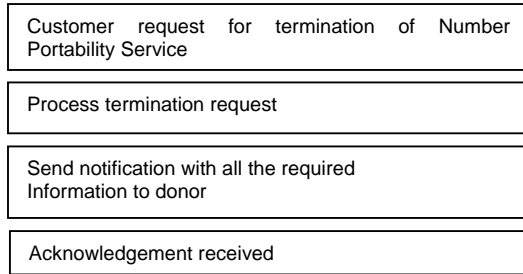 Customer request for termination of Number
Portability Service
Process termination request
Send notification with all the required
Information to donor
Acknowledgement received